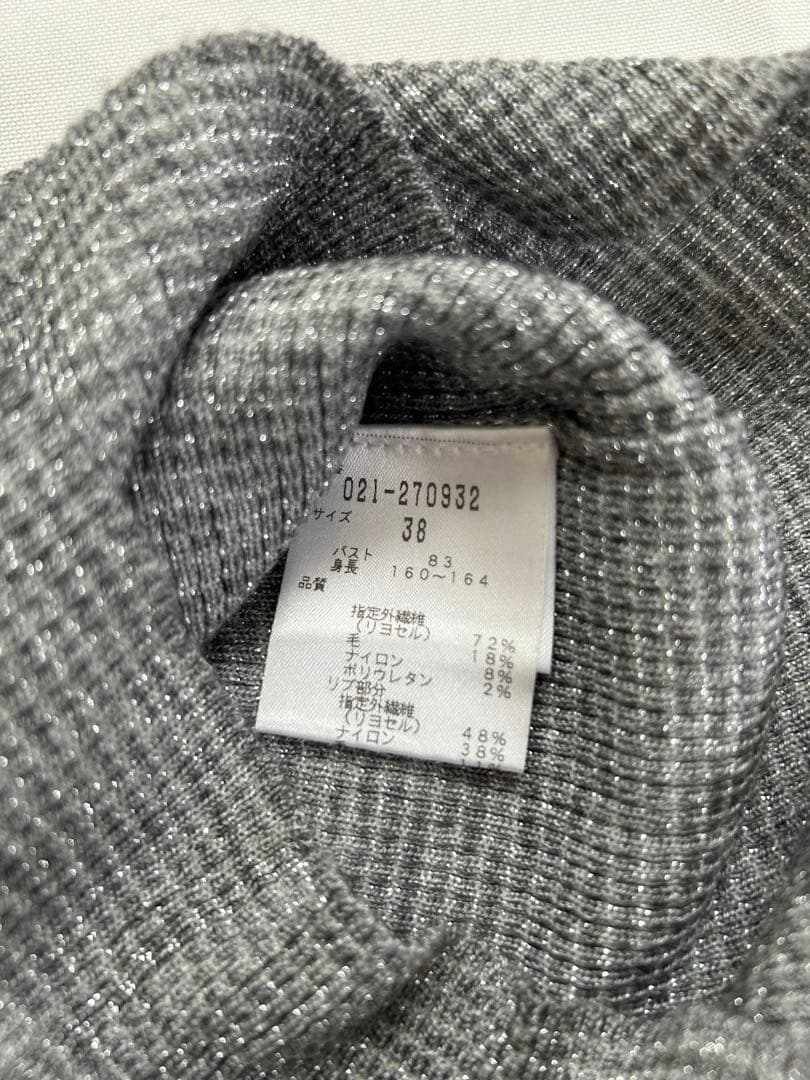 021-270932
サイズ 38
バスト 83
身長 160～164
品質
指定外繊維
（リヨセル） 72%
毛 18%
ナイロン 8%
ポリウレタン 2%
リブ部分
指定外繊維
（リヨセル） 48%
ナイロン 38%